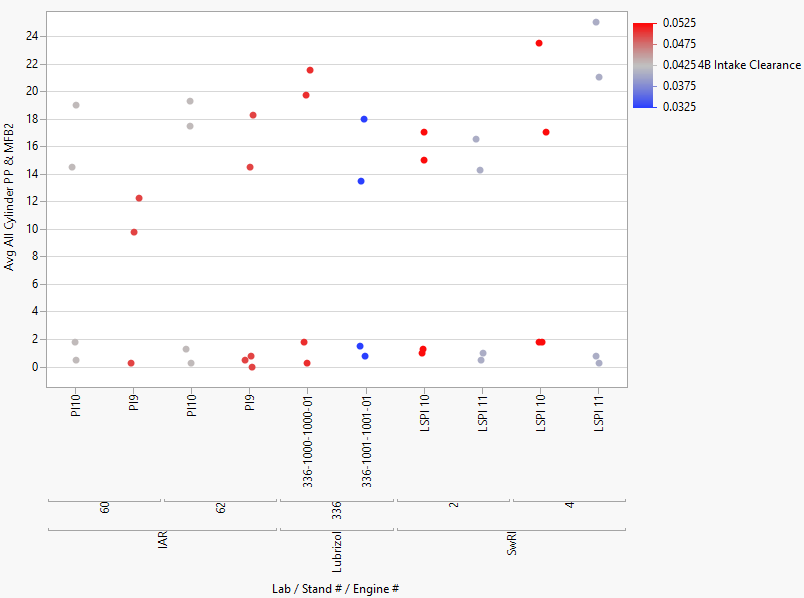 0.0525
0.0475
0.0425 4B Intake Clearance
0.0375
0.0325
Avg All Cylinder PP & MFB2
24
22
20
18
16
14
12
10
8
6
4
2
0
PI10
PI9
PI10
PI9
336-1000-1000-01
336-1001-1001-01
LSPI 10
LSPI 11
LSPI 10
LSPI 11
60
62
336
2
4
IAR
Lubrizol
SwRI
Lab / Stand # / Engine #